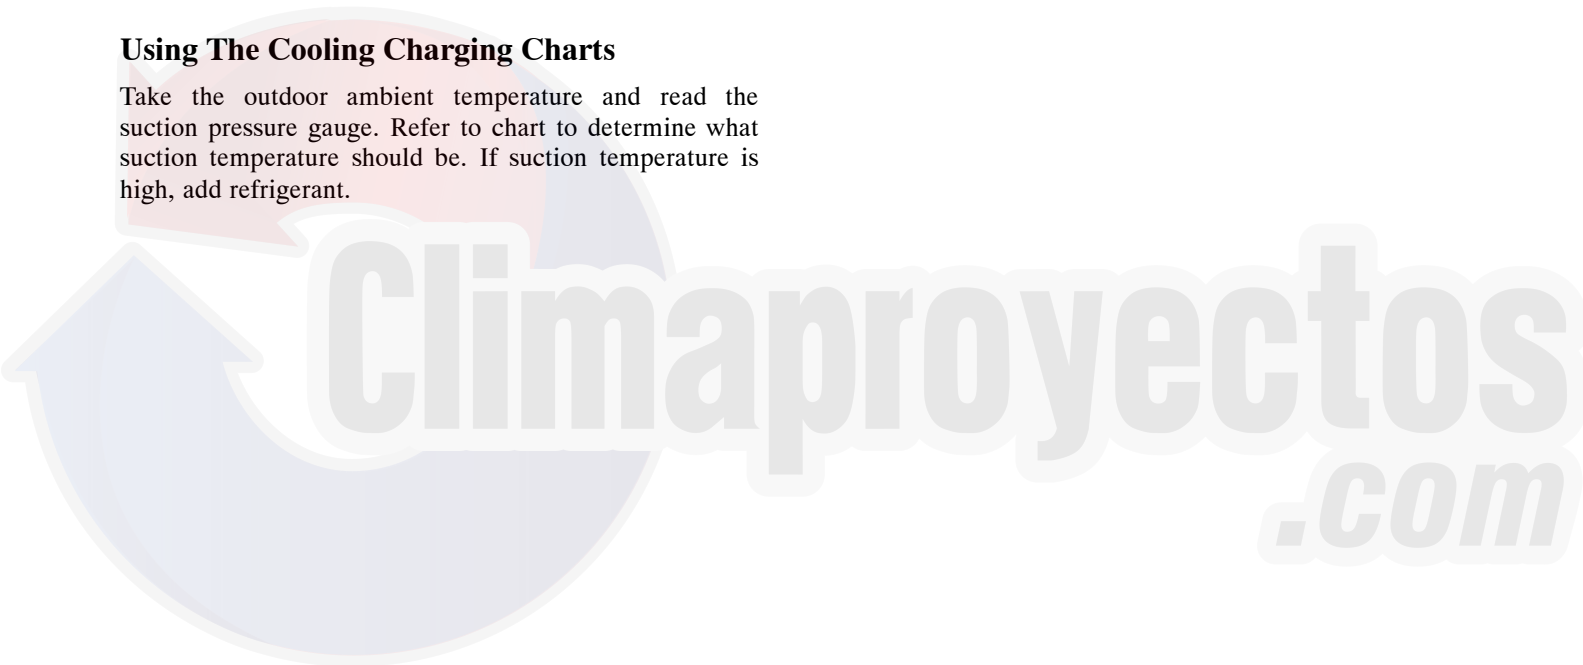 Using The Cooling Charging Charts
Take the outdoor ambient temperature and read the
suction pressure gauge. Refer to chart to determine what
suction temperature should be. If suction temperature is
high, add refrigerant.
Climaproyectos
.com